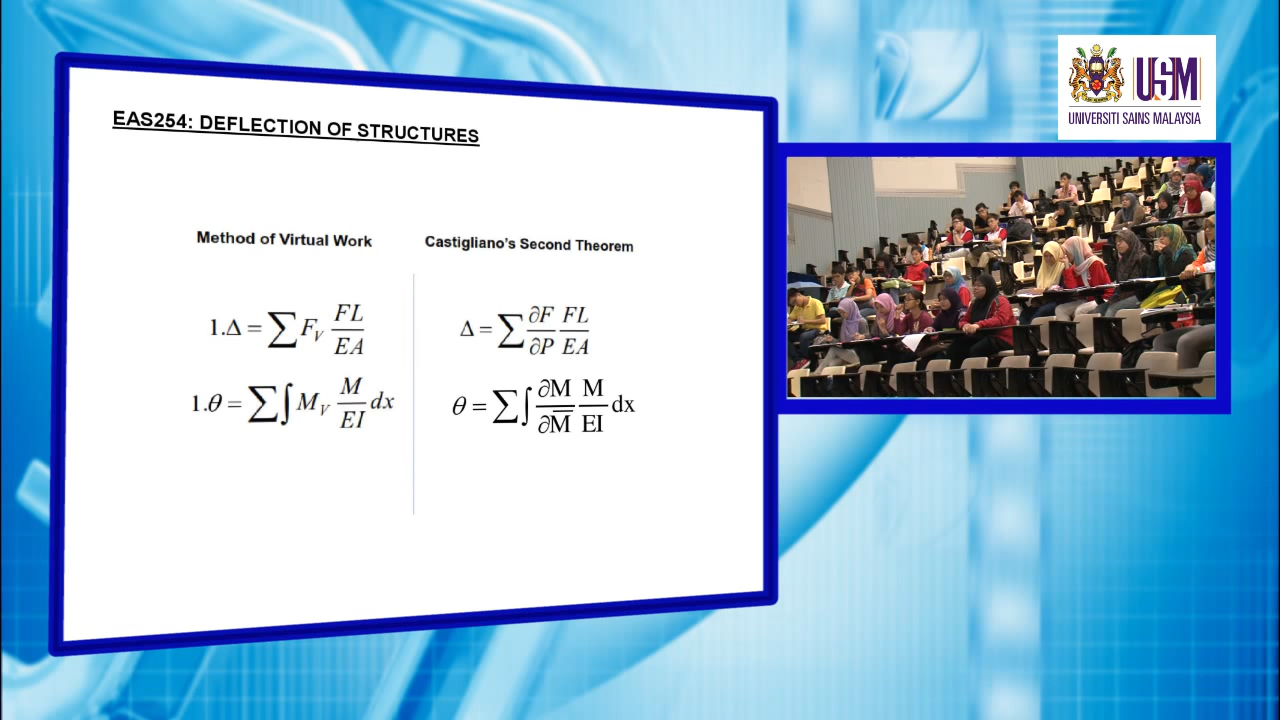 EAS254: DEFLECTION OF STRUCTURES
Method of Virtual Work
1.Δ = ∑ F_V FL/EA
1.θ = ∑∫ M_V M/EI dx
Castigliano's Second Theorem
Δ = ∑ ∂F/∂P FL/EA
θ = ∑∫ ∂M/∂M̅ M/EI dx
USM
UNIVERSITI SAINS MALAYSIA